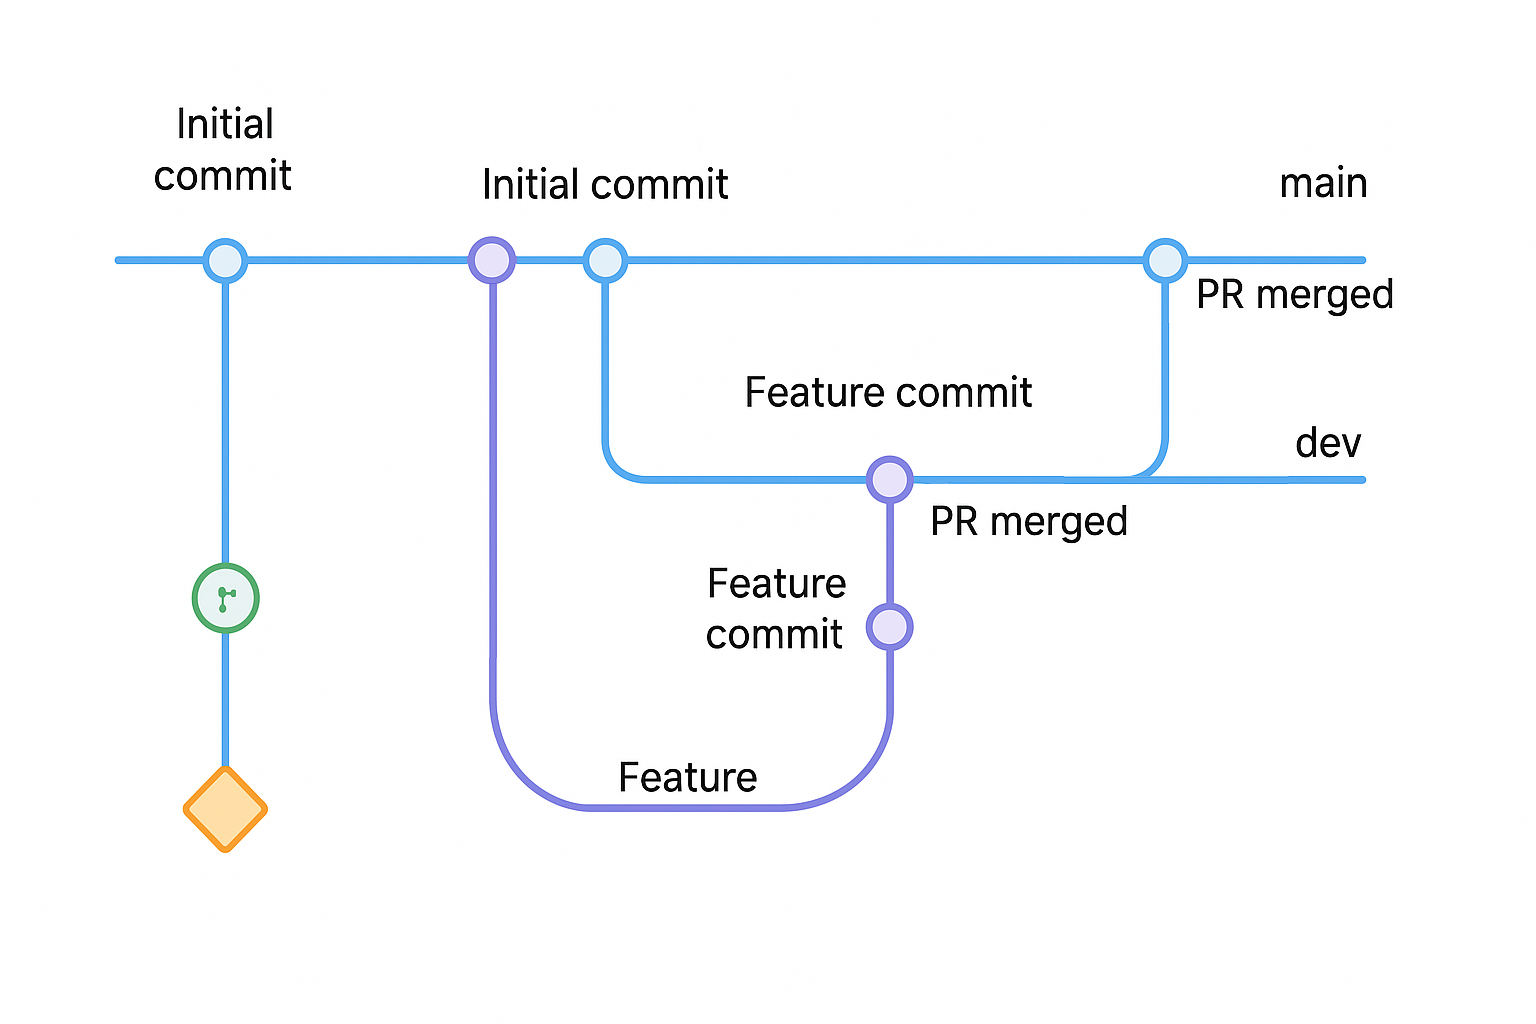 Initial
commit
Initial commit
main
PR merged
Feature commit
dev
PR merged
Feature
commit
Feature